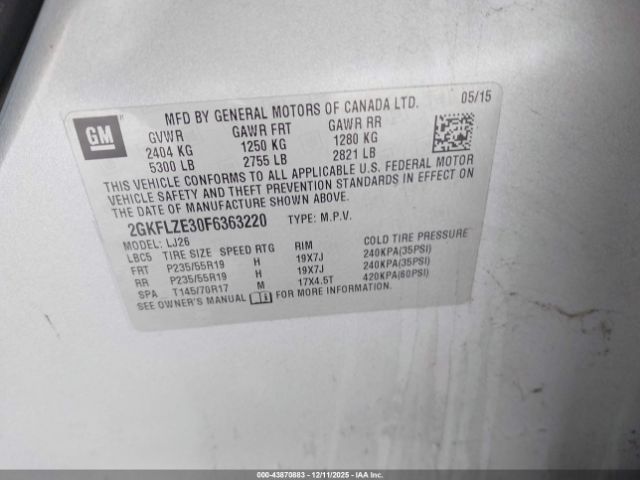 GM
MFD BY GENERAL MOTORS OF CANADA LTD. 05/15
GVWR GAWR FRT GAWR RR
2404 KG 1250 KG 1280 KG
5300 LB 2755 LB 2821 LB
THIS VEHICLE CONFORMS TO ALL APPLICABLE U.S. FEDERAL MOTOR
VEHICLE SAFETY AND THEFT PREVENTION STANDARDS IN EFFECT ON
THE DATE OF MANUFACTURE SHOWN ABOVE.
2GKFLZE30F6363220 TYPE: M.P.V.
MODEL: LJ26
LBC5 TIRE SIZE SPEED RTG RIM COLD TIRE PRESSURE
FRT P235/55R19 H 19X7J 240KPA(35PSI)
RR P235/55R19 H 19X7J 240KPA(35PSI)
SPA T145/70R17 M 17X4.5T 420KPA(60PSI)
SEE OWNER'S MANUAL FOR MORE INFORMATION.
000-43870883 - 12/11/2025 - IAAI.COM